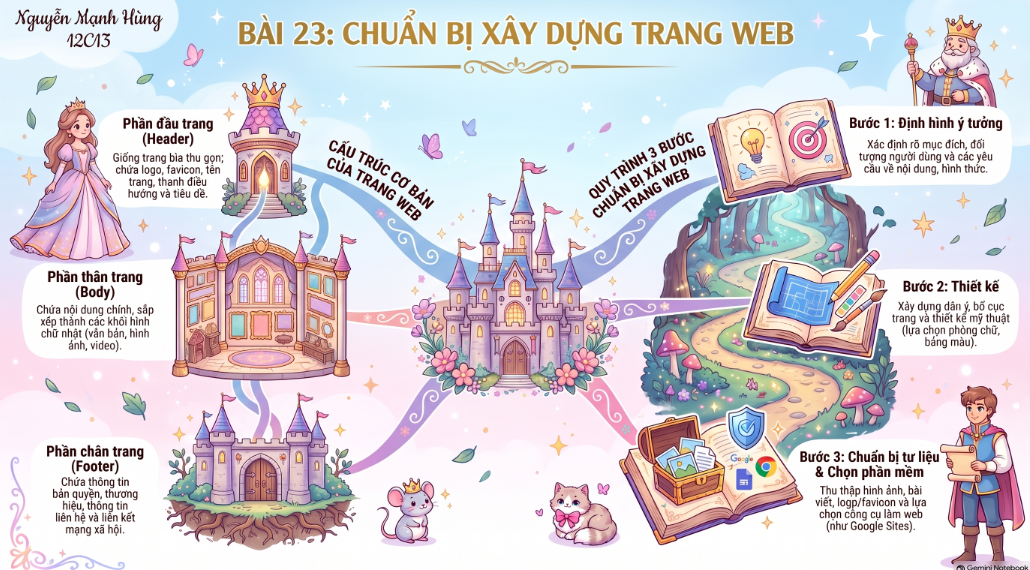 Nguyễn Mạnh Hùng
12C13
BÀI 23: CHUẨN BỊ XÂY DỰNG TRANG WEB
Phần đầu trang
(Header)
Giống trang bìa thu gọn;
chứa logo, favicon, tên
trang, thanh điều
hướng và tiêu đề.
Phần thân trang
(Body)
Chứa nội dung chính, sắp
xếp thành các khối hình
chữ nhật (văn bản, hình
ảnh, video).
Phần chân trang
(Footer)
Chứa thông tin
bản quyền, thương
hiệu, thông tin
liên hệ và liên kết
mạng xã hội.
CẤU TRÚC CƠ BẢN
CỦA TRANG WEB
QUY TRÌNH 3 BƯỚC
CHUẨN BỊ XÂY DỰNG
TRANG WEB
Bước 1: Định hình ý tưởng
Xác định rõ mục đích, đối
tượng người dùng và các yêu
cầu về nội dung, hình thức.
Bước 2: Thiết kế
Xây dựng dàn ý, bố cục
trang và thiết kế mỹ thuật
(lựa chọn phông chữ,
bảng màu).
Google
Bước 3: Chuẩn bị tư liệu
& Chọn phần mềm
Thu thập hình ảnh, bài
viết, logp/favicon và lựa
chọn công cụ làm web
(như Google Sites).
Gemini Notebook